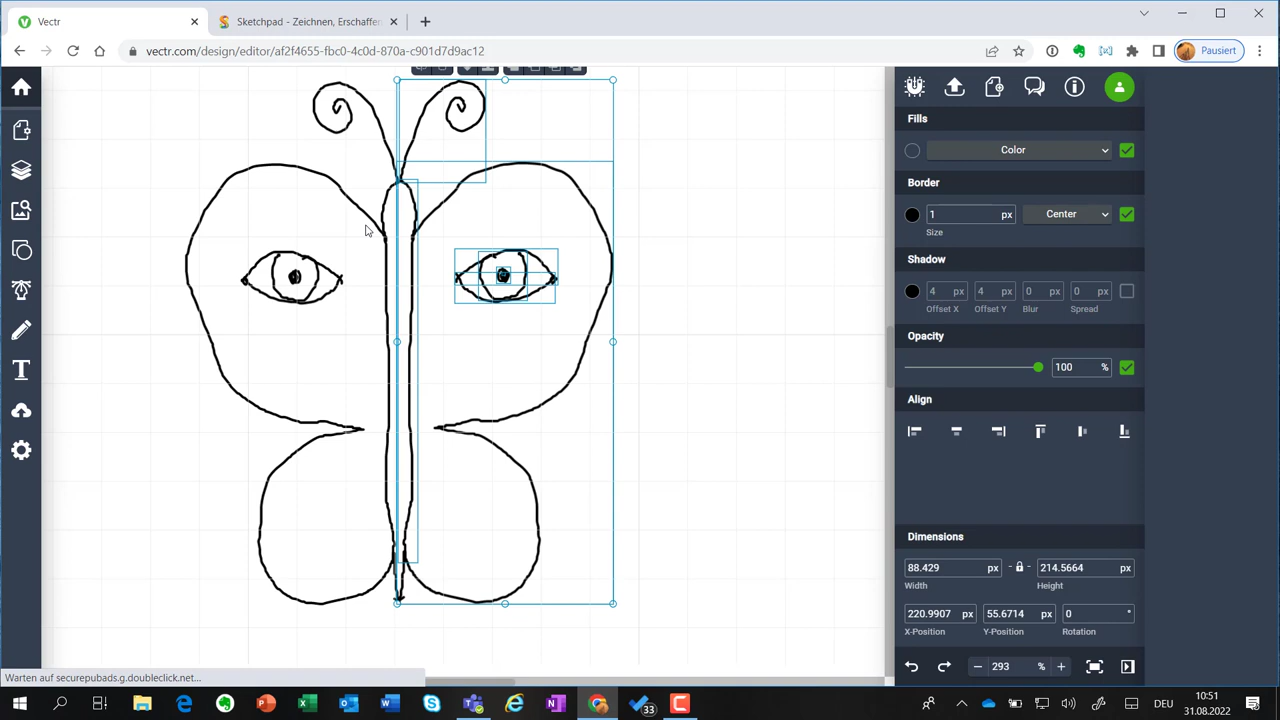 Vectr
Sketchpad - Zeichnen, Erschaffen
vectr.com/design/editor/af2f4655-fbc0-4c0d-870a-c901d7d9ac12
Pausiert
Fills
Color
Border
1 px
Center
Size
Shadow
4 px 4 px 0 px 0 px
Offset X Offset Y Blur Spread
Opacity
100 %
Align
Dimensions
88.429 px 214.5664 px
Width Height
220.9907 px 55.6714 px 0 °
X-Position Y-Position Rotation
293 %
Warten auf securepubads.g.doubleclick.net...
33
DEU
10:51
31.08.2022